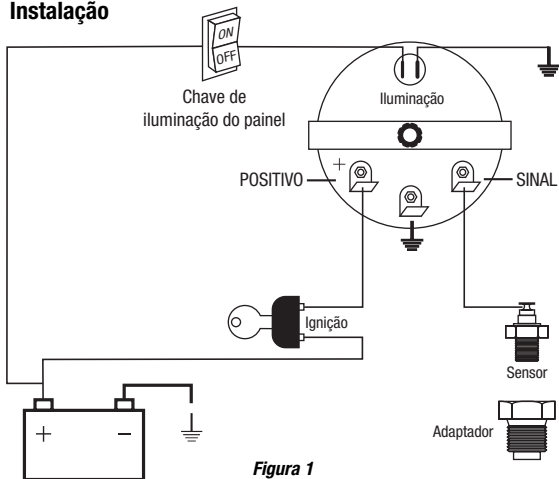 Instalação
ON
OFF
Chave de
iluminação do painel
Iluminação
+
POSITIVO
SINAL
Ignição
Sensor
+ −
Adaptador
Figura 1